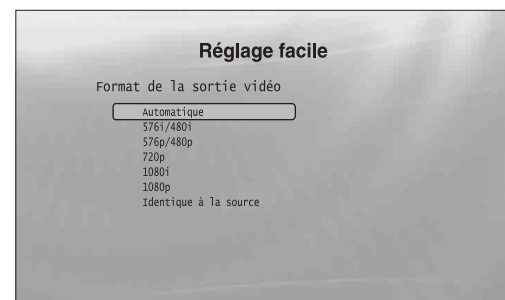 Réglage facile
Format de la sortie vidéo
Automatique
576i/480i
576p/480p
720p
1080i
1080p
Identique à la source